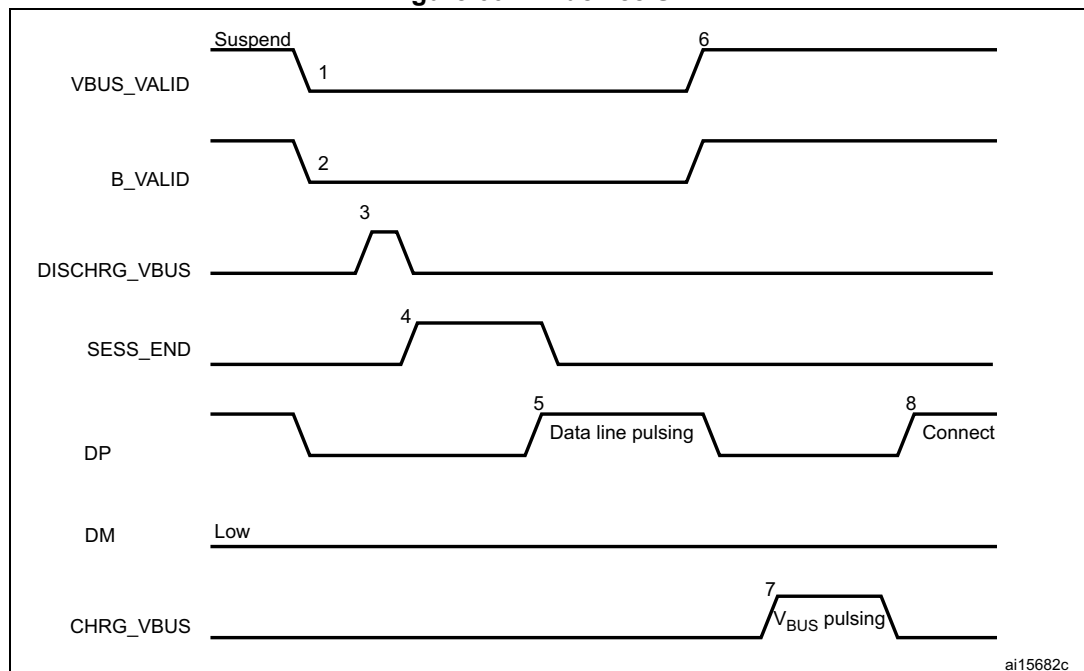 Suspend
6
VBUS_VALID
1
B_VALID
2
3
DISCHRG_VBUS
4
SESS_END
5
8
Data line pulsing
Connect
DP
DM
Low
7
CHRG_VBUS
VBUS pulsing
ai15682c